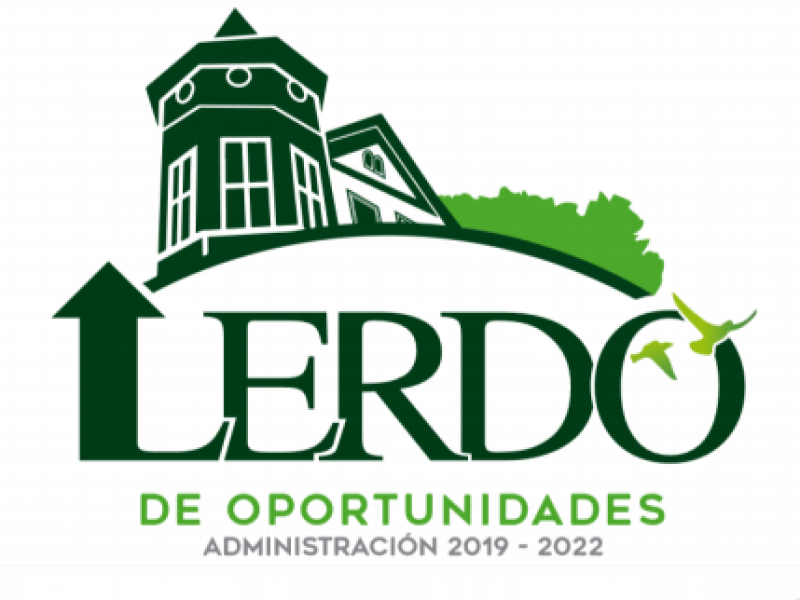 LERDO
DE OPORTUNIDADES
ADMINISTRACIÓN 2019 - 2022